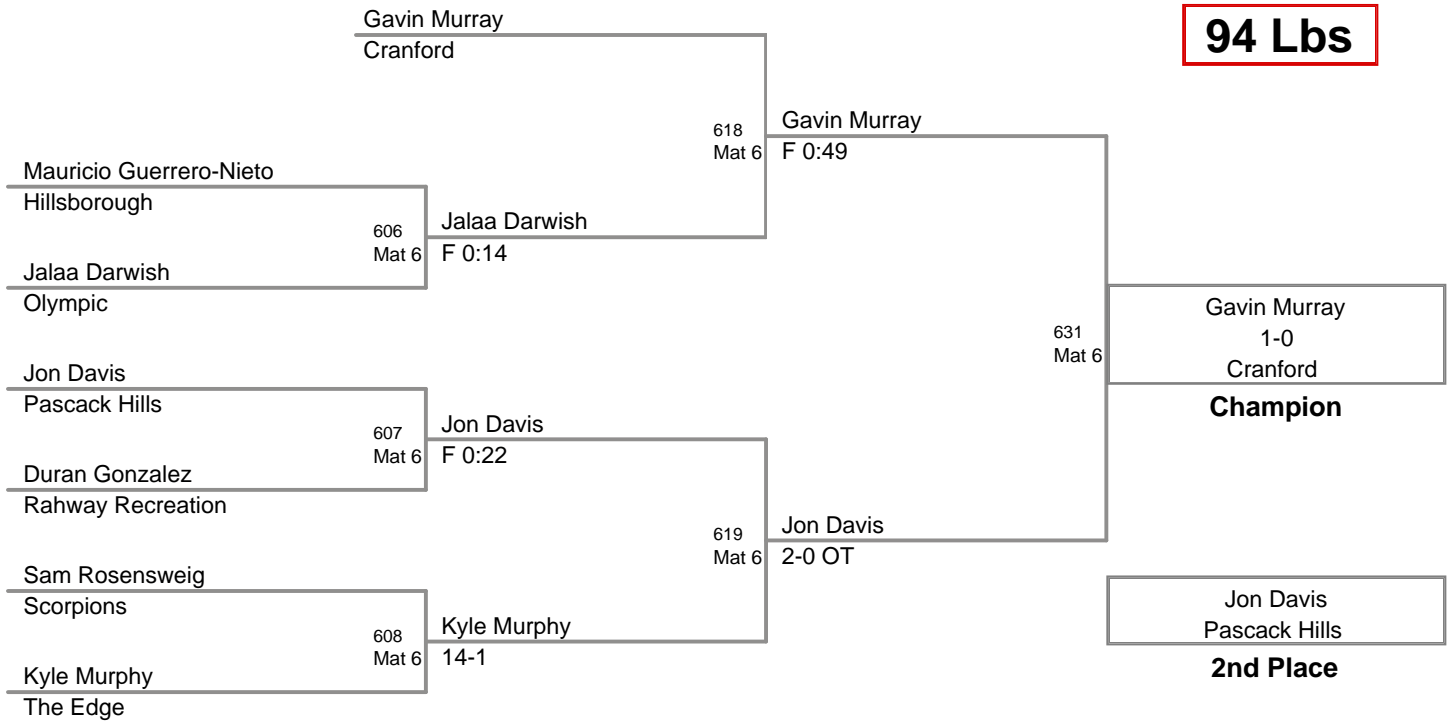 94 Lbs
Gavin Murray
Cranford
Mauricio Guerrero-Nieto
Hillsborough
606
Mat 6
Jalaa Darwish
Olympic
Jalaa Darwish
F 0:14
618
Mat 6
Gavin Murray
F 0:49
Jon Davis
Pascack Hills
607
Mat 6
Duran Gonzalez
Rahway Recreation
Jon Davis
F 0:22
Sam Rosensweig
Scorpions
608
Mat 6
Kyle Murphy
The Edge
Kyle Murphy
14-1
619
Mat 6
Jon Davis
2-0 OT
631
Mat 6
Gavin Murray
1-0
Cranford
Champion
Jon Davis
Pascack Hills
2nd Place